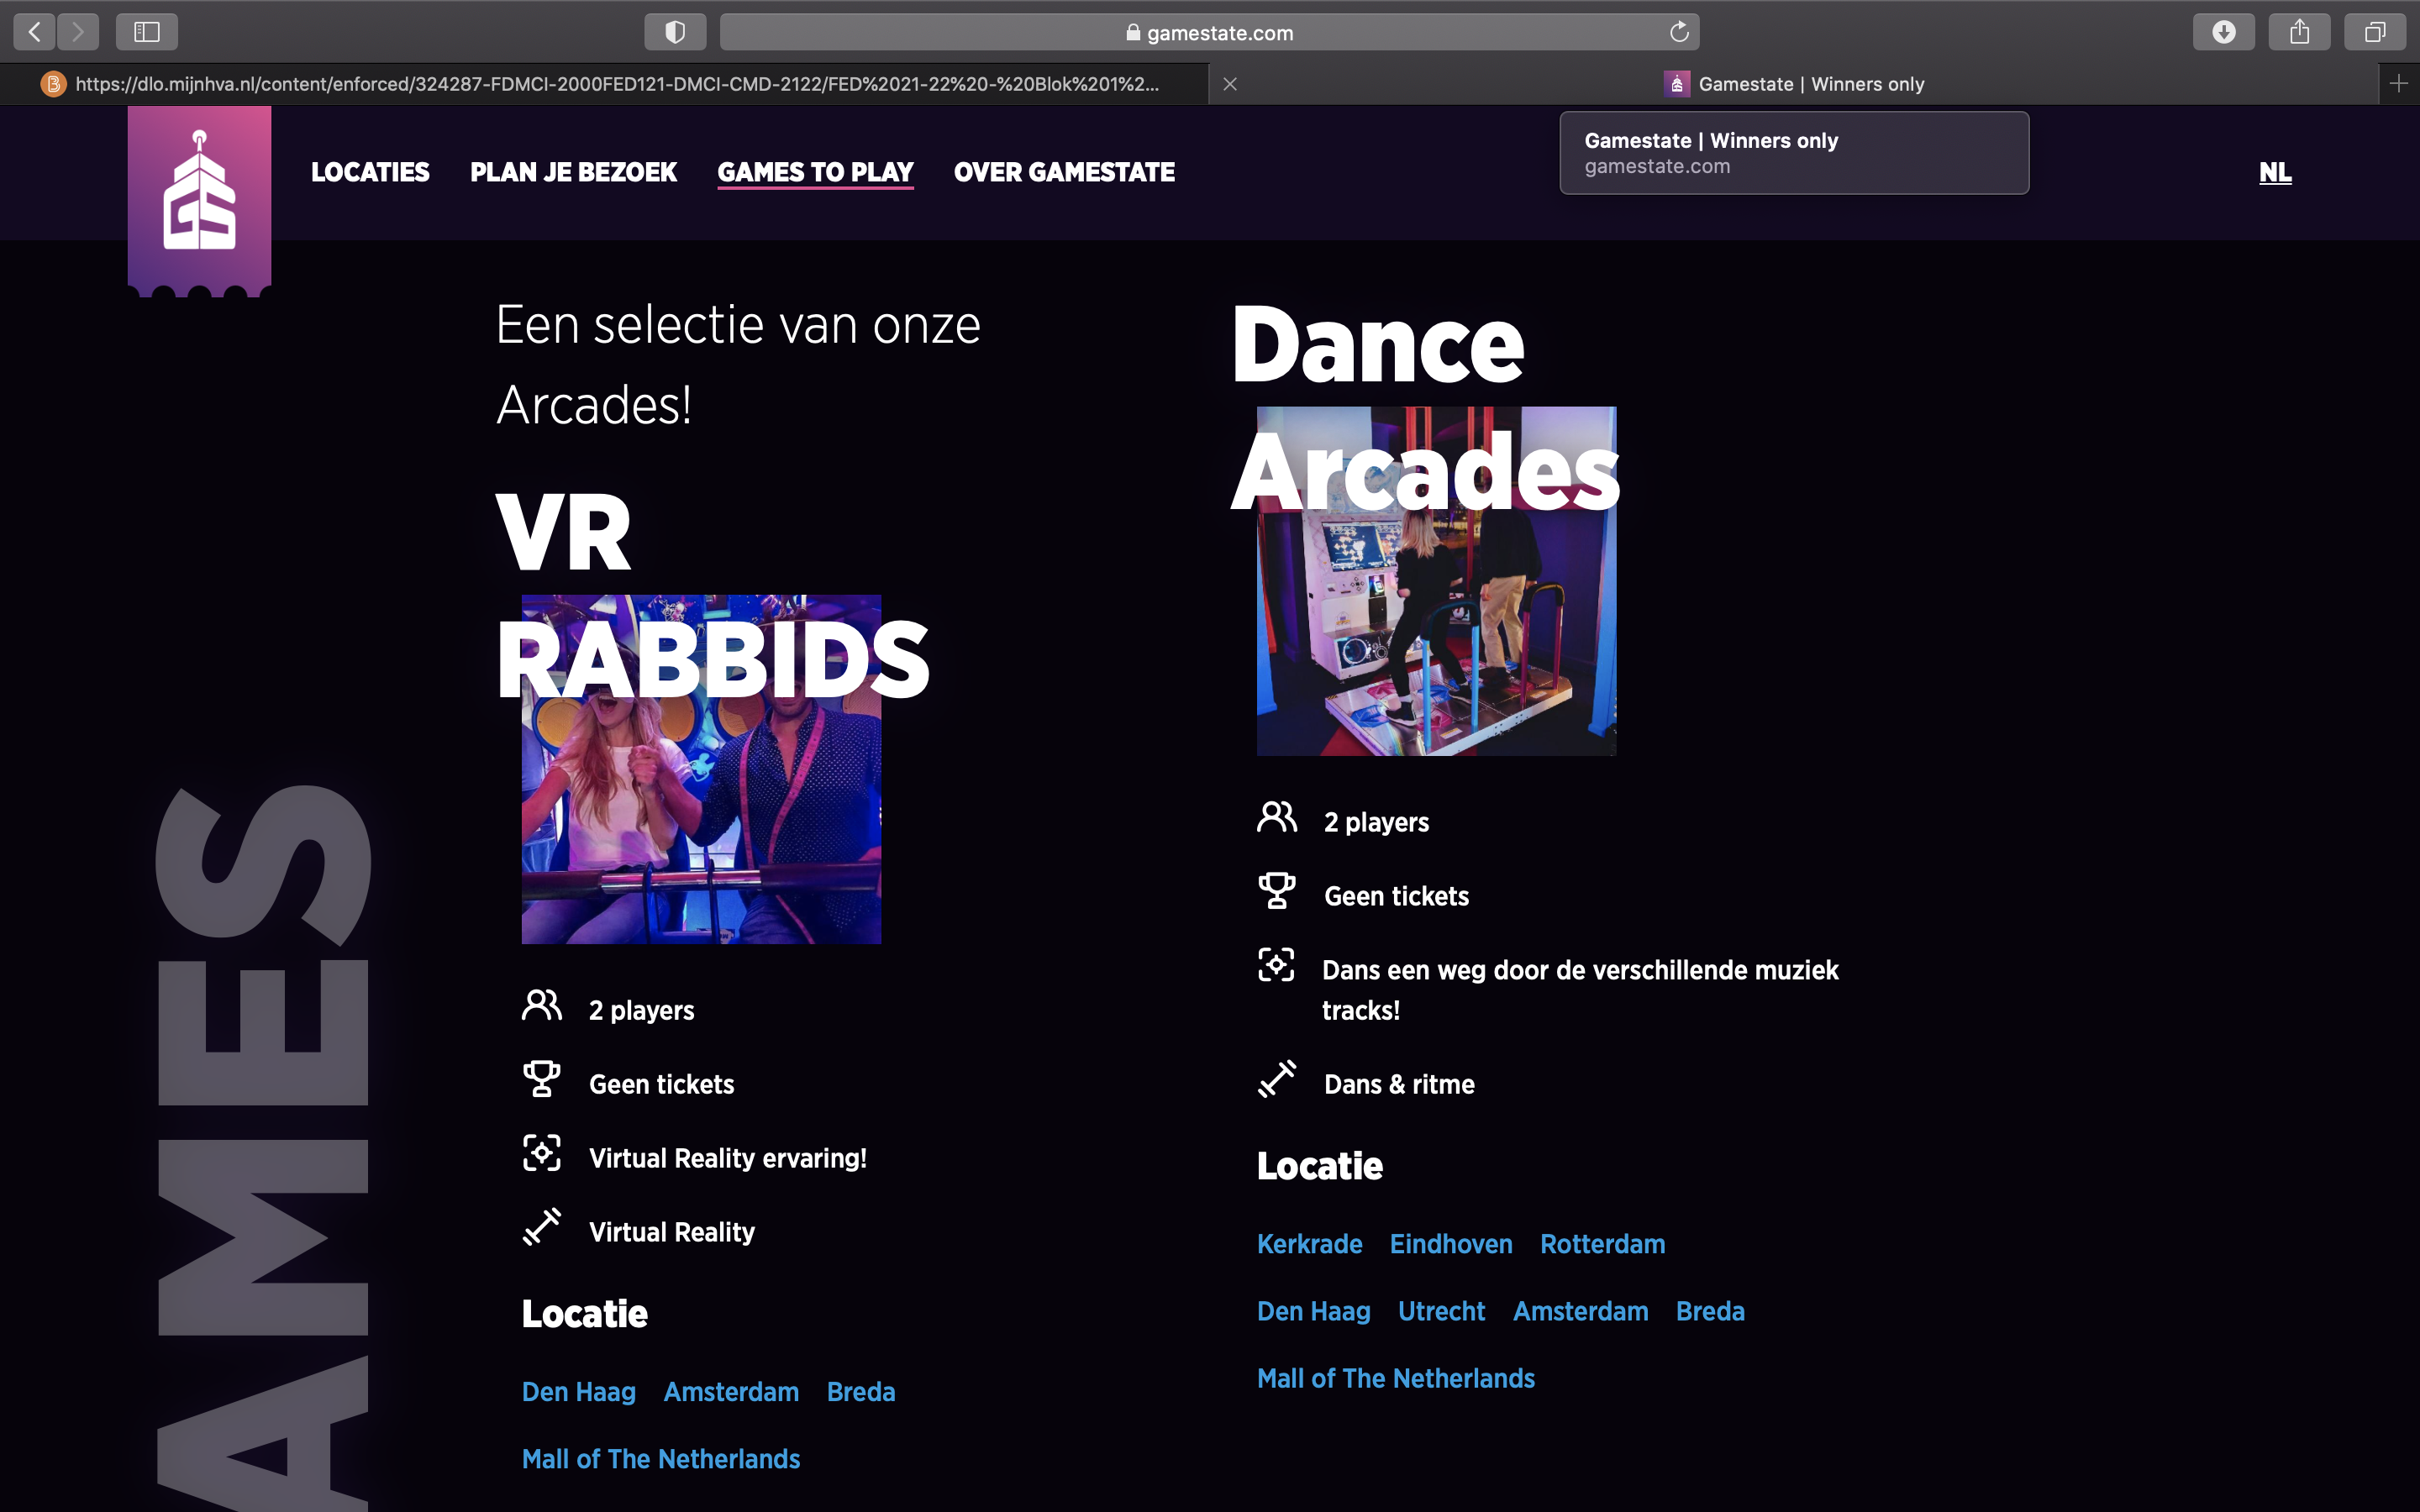 gamestate.com
https://dlo.mijnhva.nl/content/enforced/324287-FDMCI-2000FED121-DMCI-CMD-2122/FED%2021-22%20-%20Blok%201%2...
Gamestate | Winners only
Gamestate | Winners only
gamestate.com
GS
LOCATIES
PLAN JE BEZOEK
GAMES TO PLAY
OVER GAMESTATE
NL
AMES
Een selectie van onze
Arcades!
VR
RABBIDS
2 players
Geen tickets
Virtual Reality ervaring!
Virtual Reality
Locatie
Den Haag Amsterdam Breda
Mall of The Netherlands
Dance
Arcades
2 players
Geen tickets
Dans een weg door de verschillende muziek
tracks!
Dans & ritme
Locatie
Kerkrade Eindhoven Rotterdam
Den Haag Utrecht Amsterdam Breda
Mall of The Netherlands